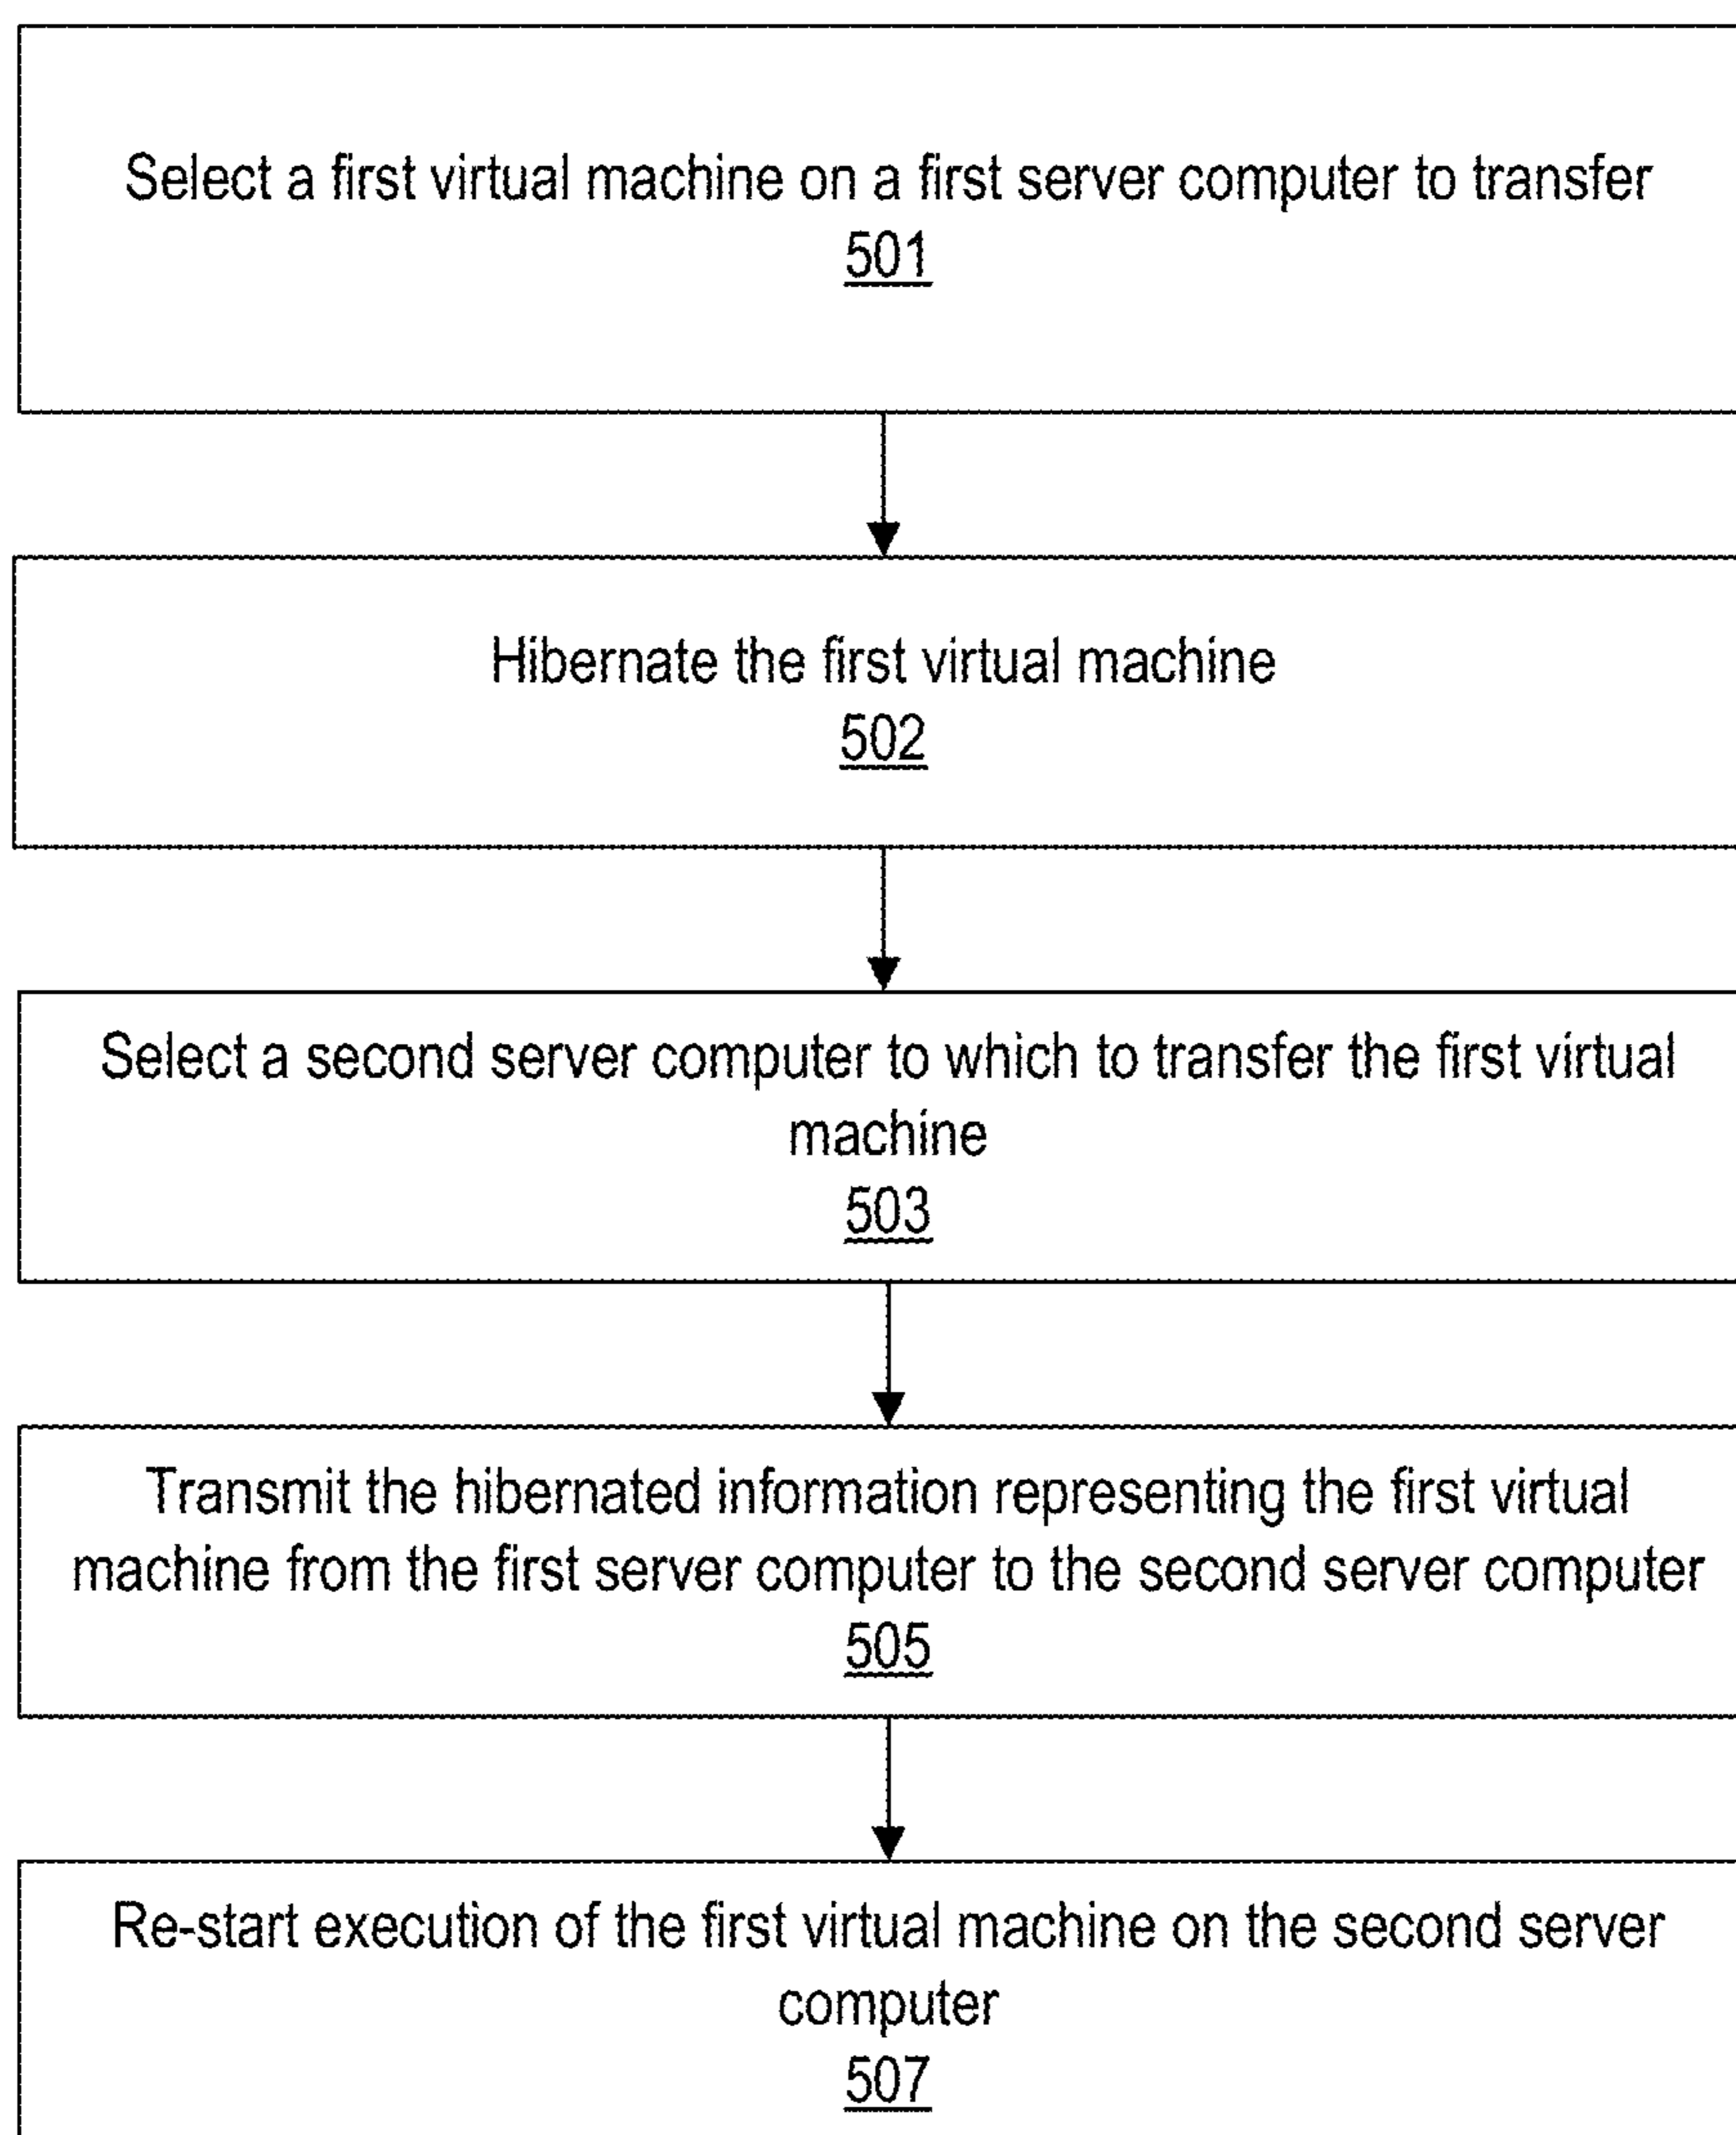 Select a first virtual machine on a first server computer to transfer
501
Hibernate the first virtual machine
502
Select a second server computer to which to transfer the first virtual
machine
503
Transmit the hibernated information representing the first virtual
machine from the first server computer to the second server computer
505
Re-start execution of the first virtual machine on the second server
computer
507